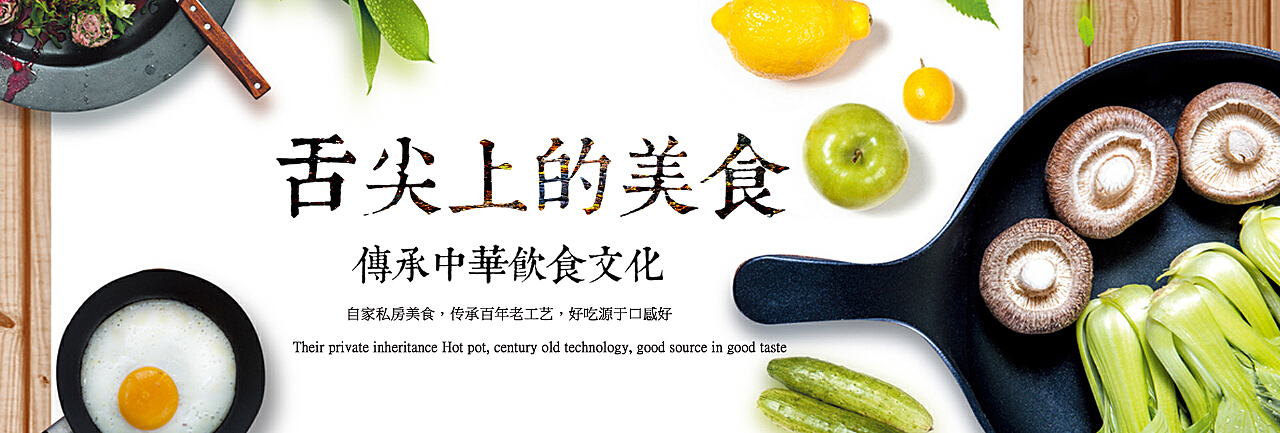 舌尖上的美食
傳承中華飲食文化
自家私房美食，传承百年老工艺，好吃源于口感好
Their private inheritance Hot pot, century old technology, good source in good taste